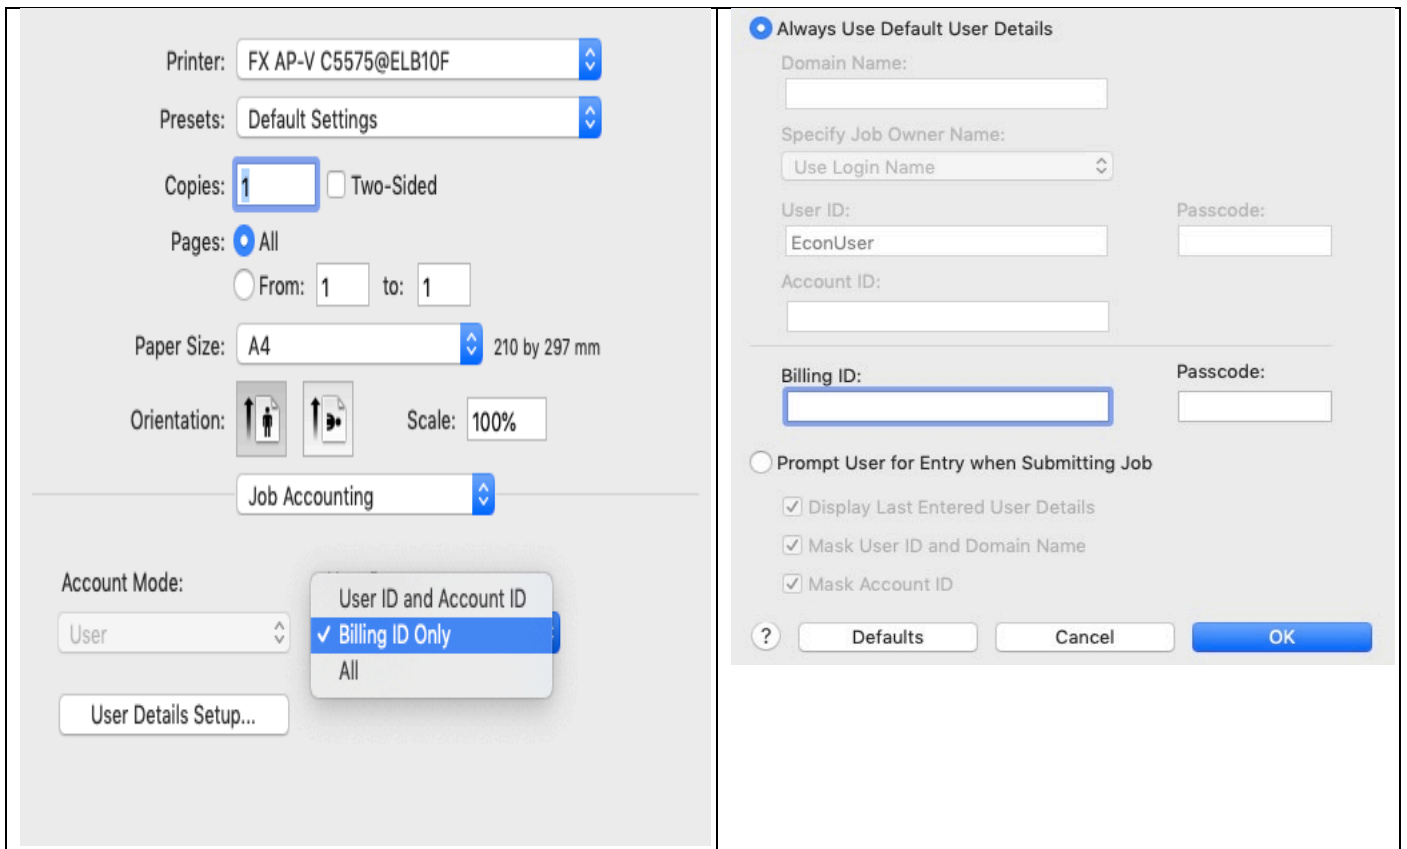 Printer: FX AP-V C5575@ELB10F
Presets: Default Settings
Copies: 1 Two-Sided
Pages: All
From: 1 to: 1
Paper Size: A4 210 by 297 mm
Orientation: Scale: 100%
Job Accounting
Account Mode:
User ID and Account ID
User ✓ Billing ID Only
All
User Details Setup...
Always Use Default User Details
Domain Name:
Specify Job Owner Name:
Use Login Name
User ID: Passcode:
EconUser
Account ID:
Billing ID: Passcode:
Prompt User for Entry when Submitting Job
Display Last Entered User Details
Mask User ID and Domain Name
Mask Account ID
? Defaults Cancel OK